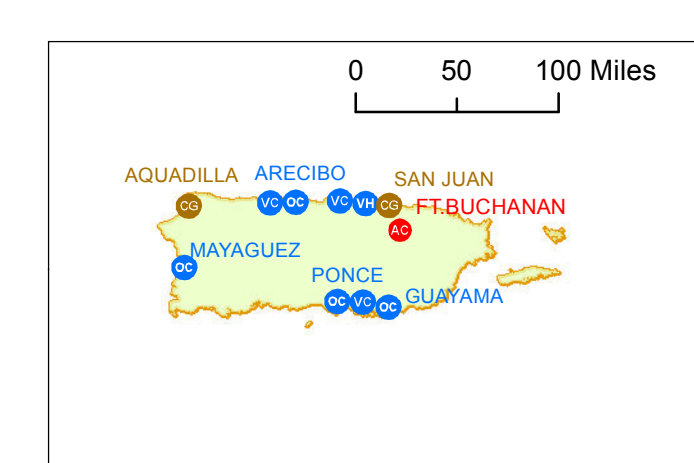 0 50 100 Miles
AQUADILLA ARECIBO SAN JUAN
CG VC OC VC VH CG FT.BUCHANAN
AC
MAYAGUEZ
OC
PONCE
OC VC OC GUAYAMA